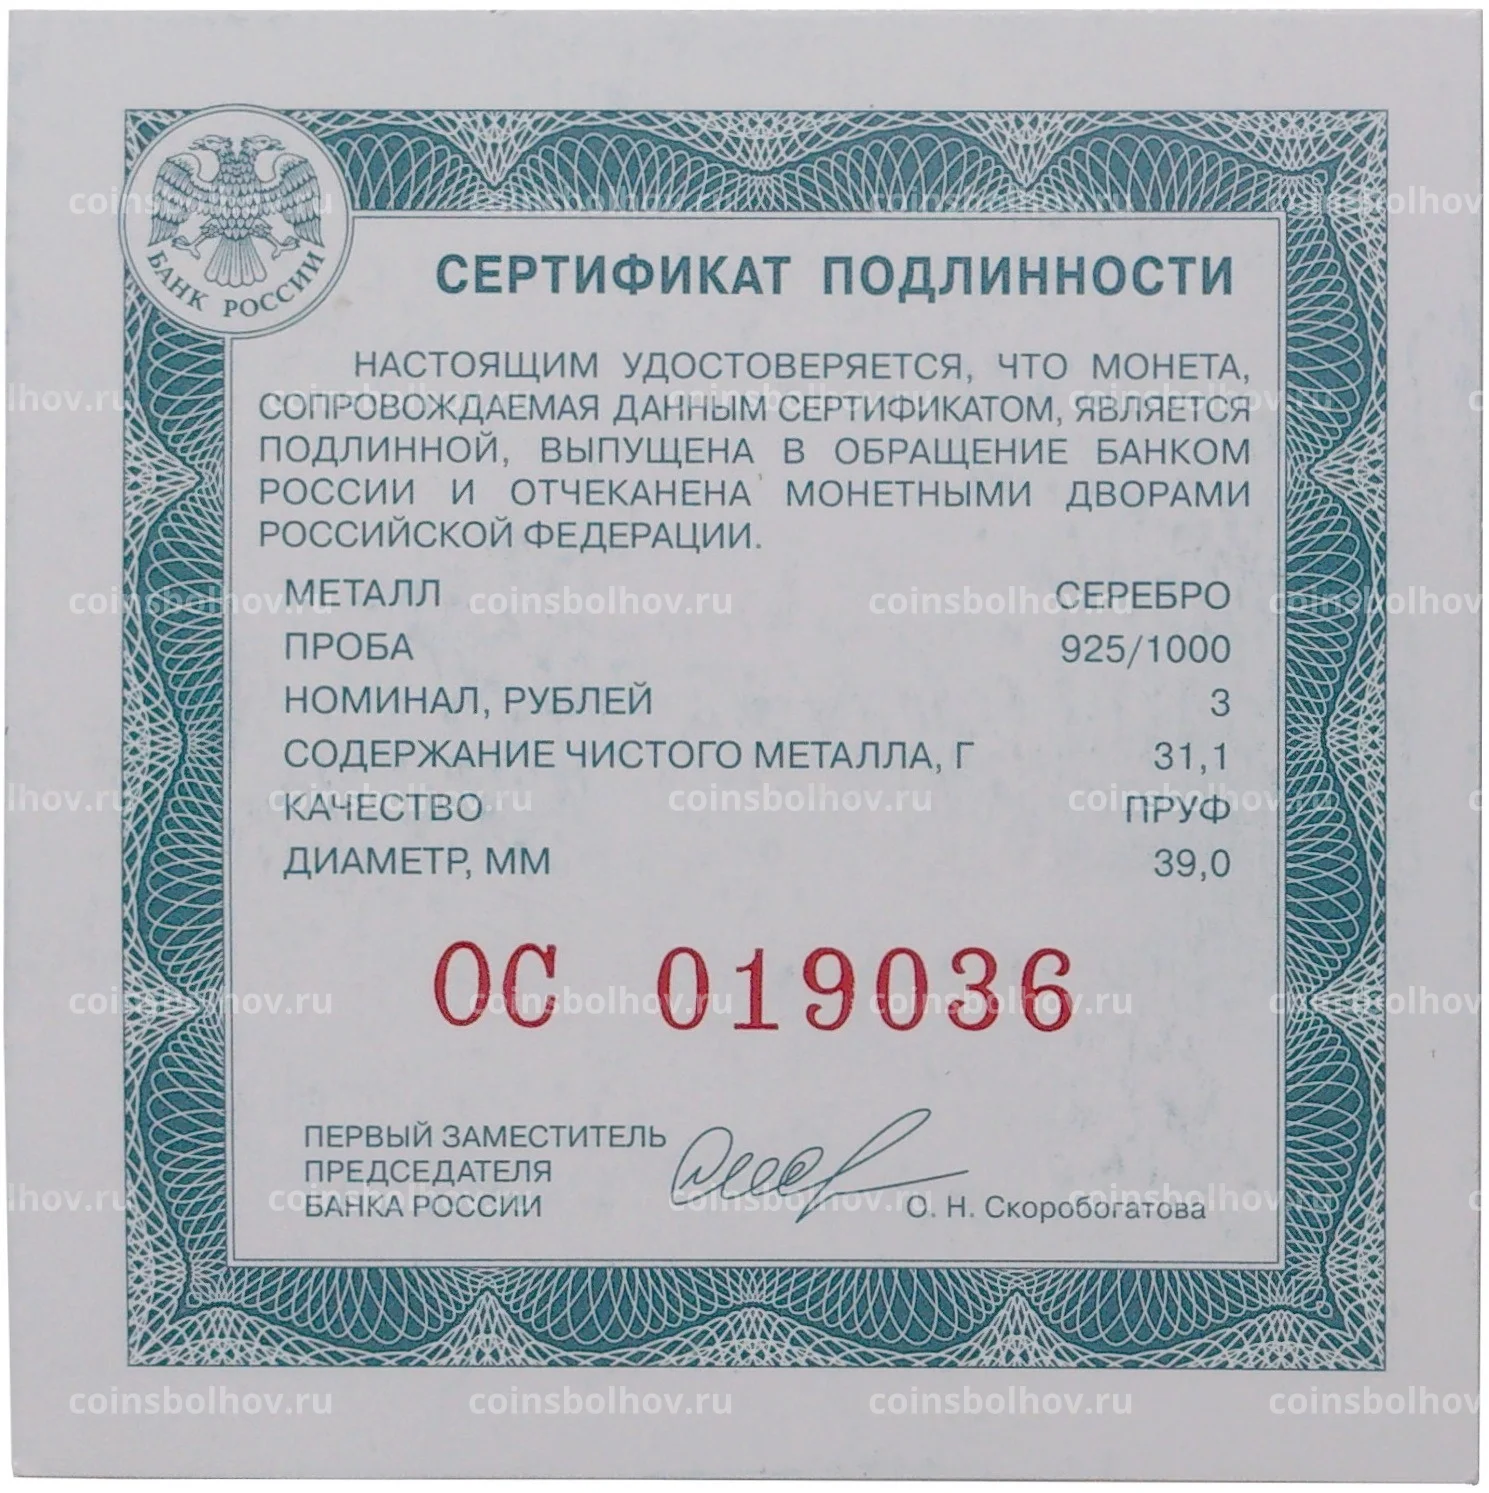 БАНК РОССИИ
СЕРТИФИКАТ ПОДЛИННОСТИ
НАСТОЯЩИМ УДОСТОВЕРЯЕТСЯ, ЧТО МОНЕТА,
СОПРОВОЖДАЕМАЯ ДАННЫМ СЕРТИФИКАТОМ, ЯВЛЯЕТСЯ
ПОДЛИННОЙ, ВЫПУЩЕНА В ОБРАЩЕНИЕ БАНКОМ
РОССИИ И ОТЧЕКАНЕНА МОНЕТНЫМИ ДВОРАМИ
РОССИЙСКОЙ ФЕДЕРАЦИИ.
МЕТАЛЛ СЕРЕБРО
ПРОБА 925/1000
НОМИНАЛ, РУБЛЕЙ 3
СОДЕРЖАНИЕ ЧИСТОГО МЕТАЛЛА, Г 31,1
КАЧЕСТВО ПРУФ
ДИАМЕТР, ММ 39,0
ОС 019036
ПЕРВЫЙ ЗАМЕСТИТЕЛЬ
ПРЕДСЕДАТЕЛЯ
БАНКА РОССИИ О. Н. Скоробогатова
coinsbolhov.ru